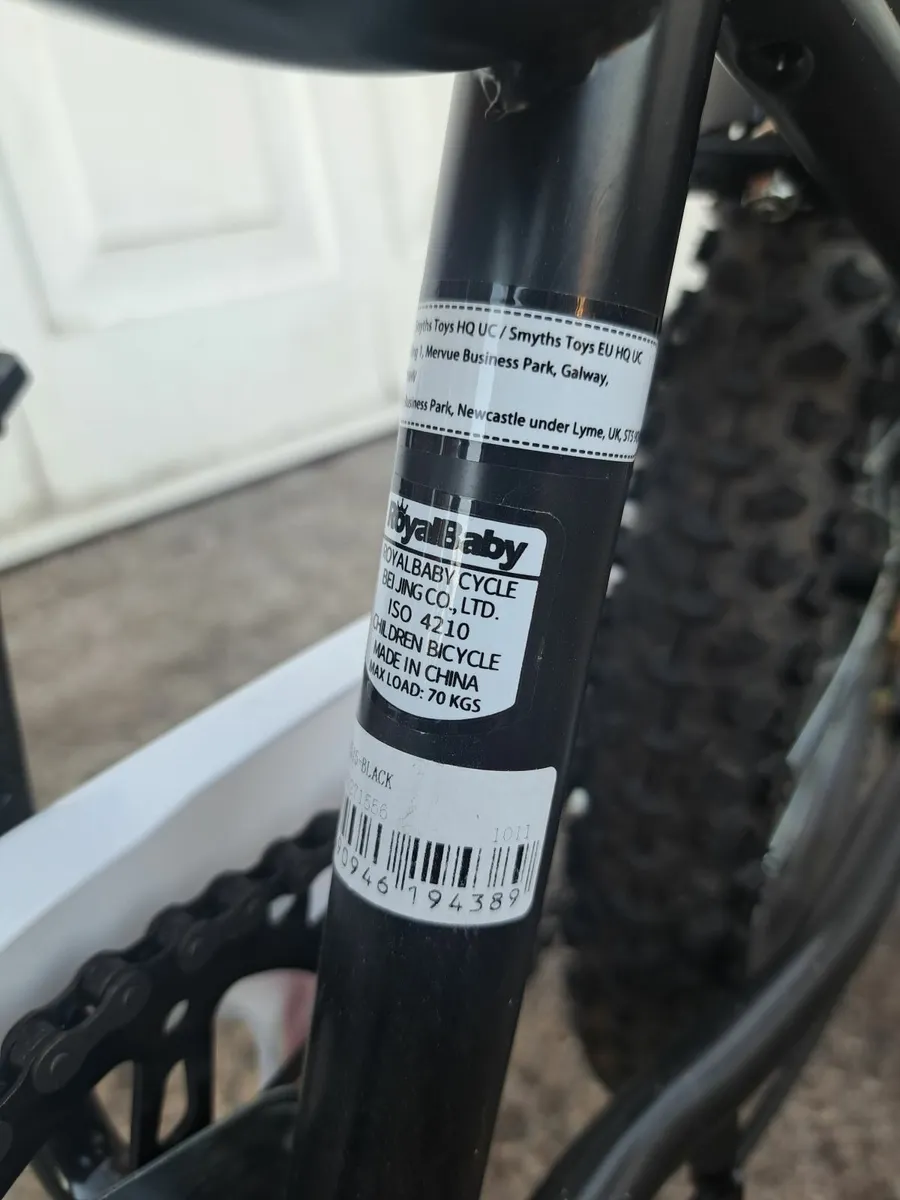 Toys HQ UC / Smyths Toys EU HQ UC
1, Mervue Business Park, Galway,
Business Park, Newcastle under Lyme, UK, ST5
RoyalBaby
ROYALBABY CYCLE
BEIJING CO., LTD.
ISO 4210
CHILDREN BICYCLE
MADE IN CHINA
MAX LOAD: 70 KGS
-BLACK
1011
0946 194389